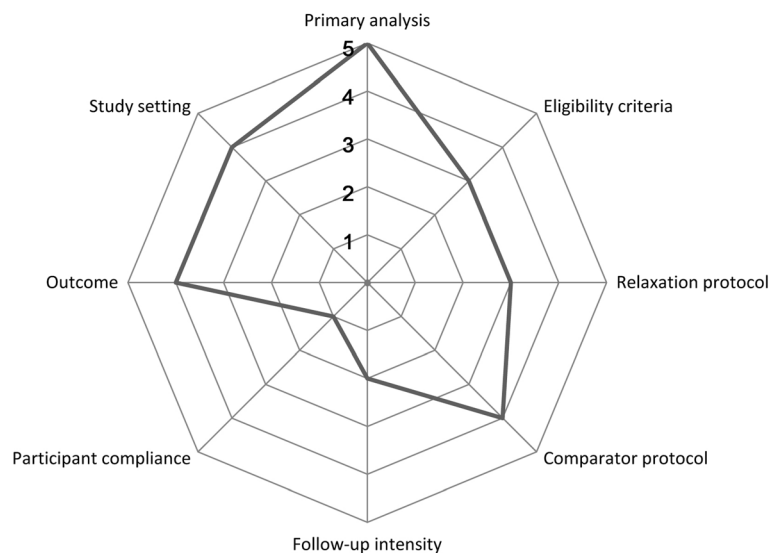 Primary analysis
5
Study setting
Eligibility criteria
4
3
2
1
Outcome
Relaxation protocol
Participant compliance
Comparator protocol
Follow-up intensity